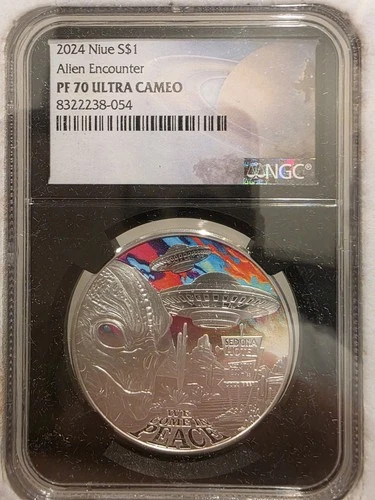 2024 Niue S$1
Alien Encounter
PF 70 ULTRA CAMEO
8322238-054
NGC®
SEDONA
WE
COME IN
PEACE